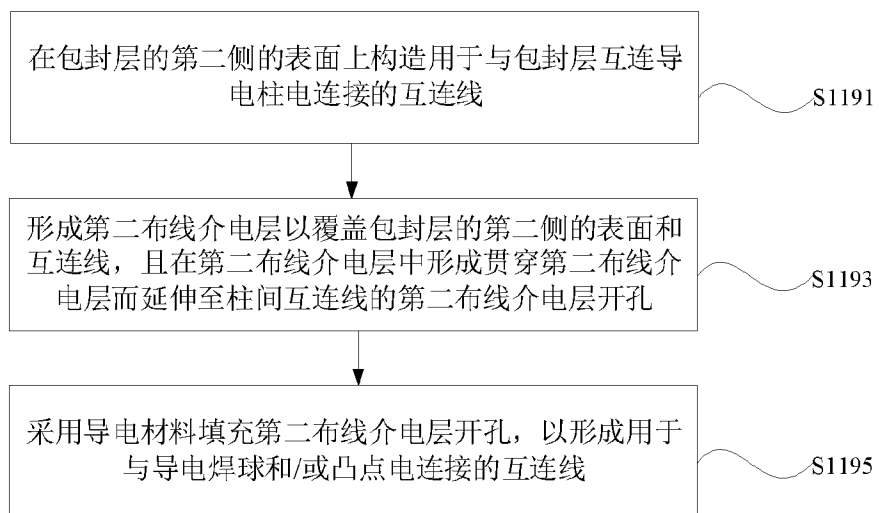 在包封层的第二侧的表面上构造用于与包封层互连导
电柱电连接的互连线
S1191
形成第二布线介电层以覆盖包封层的第二侧的表面和
互连线，且在第二布线介电层中形成贯穿第二布线介
电层而延伸至柱间互连线的第二布线介电层开孔
S1193
采用导电材料填充第二布线介电层开孔，以形成用于
与导电焊球和/或凸点电连接的互连线
S1195